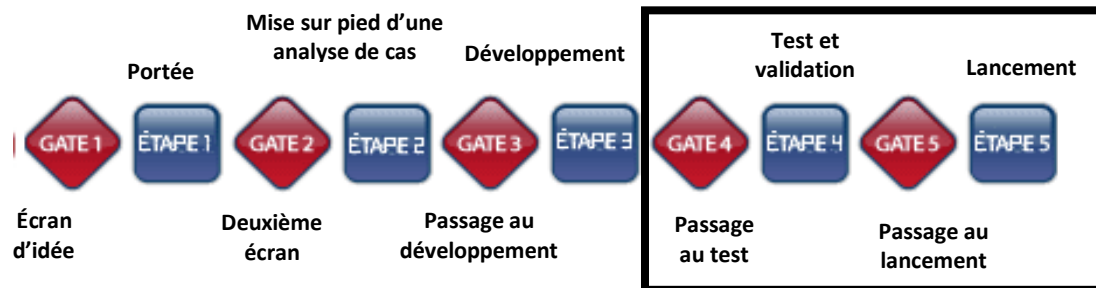 Mise sur pied d’une
analyse de cas
Portée
Développement
Test et
validation
Lancement
GATE 1
ÉTAPE 1
GATE 2
ÉTAPE 2
GATE 3
ÉTAPE 3
GATE 4
ÉTAPE 4
GATE 5
ÉTAPE 5
Écran
d’idée
Deuxième
écran
Passage au
développement
Passage
au test
Passage au
lancement